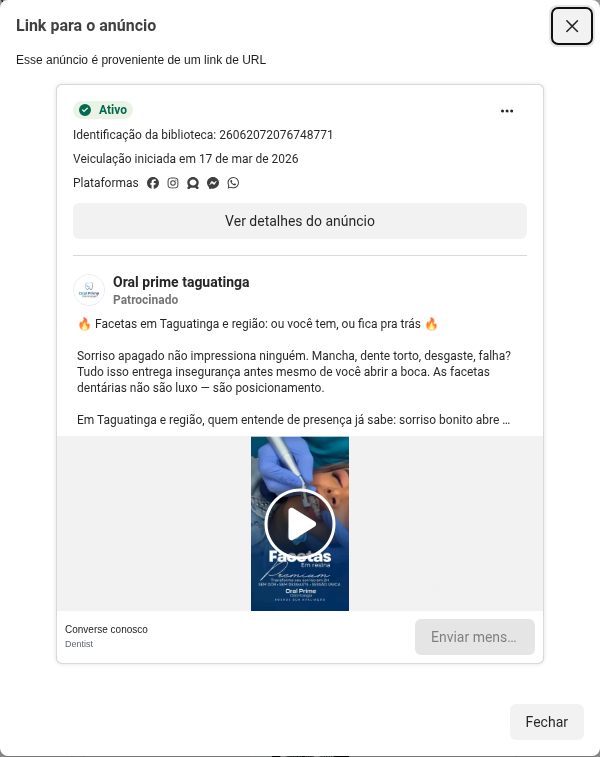 Link para o anúncio
Esse anúncio é proveniente de um link de URL
Ativo
Identificação da biblioteca: 26062072076748771
Veiculação iniciada em 17 de mar de 2026
Plataformas
Ver detalhes do anúncio
Oral prime taguatinga
Patrocinado
🔥 Facetas em Taguatinga e região: ou você tem, ou fica pra trás 🔥
Sorriso apagado não impressiona ninguém. Mancha, dente torto, desgaste, falha?
Tudo isso entrega insegurança antes mesmo de você abrir a boca. As facetas
dentárias não são luxo — são posicionamento.
Em Taguatinga e região, quem entende de presença já sabe: sorriso bonito abre ...
Facetas
Em resina
Premium
Oral Prime
Converse conosco
Dentist
Enviar mens...
Fechar